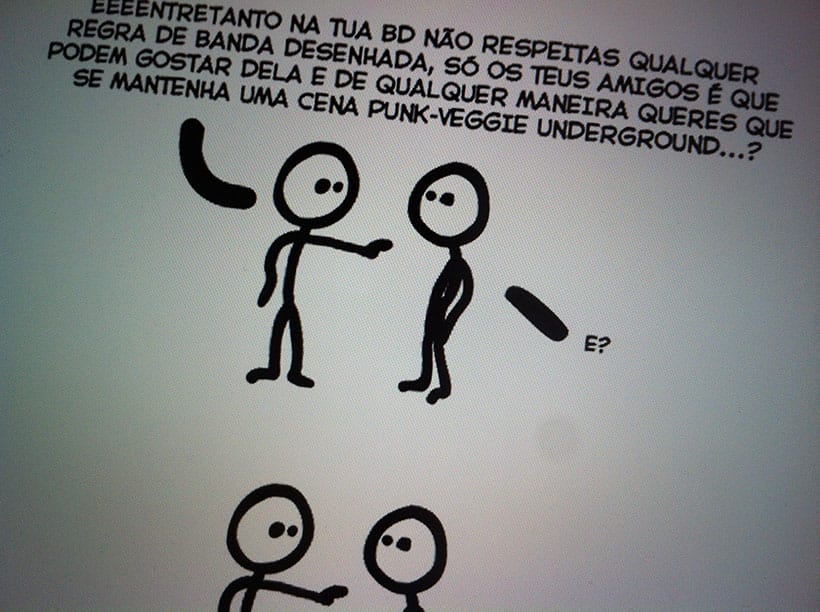 EEEENTRETANTO NA TUA BD NÃO RESPEITAS QUALQUER
REGRA DE BANDA DESENHADA, SÓ OS TEUS AMIGOS É QUE
PODEM GOSTAR DELA E DE QUALQUER MANEIRA QUERES QUE
SE MANTENHA UMA CENA PUNK-VEGGIE UNDERGROUND...?
E?